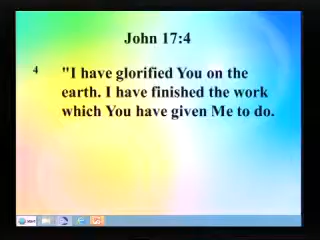 John 17:4
4 "I have glorified You on the
earth. I have finished the work
which You have given Me to do.